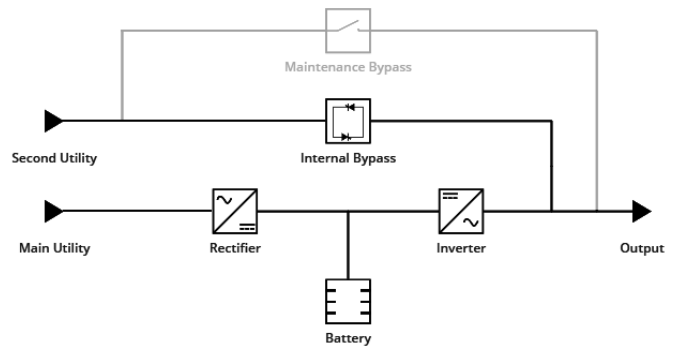 Maintenance Bypass
Second Utility
Internal Bypass
Main Utility
Rectifier
Inverter
Output
Battery